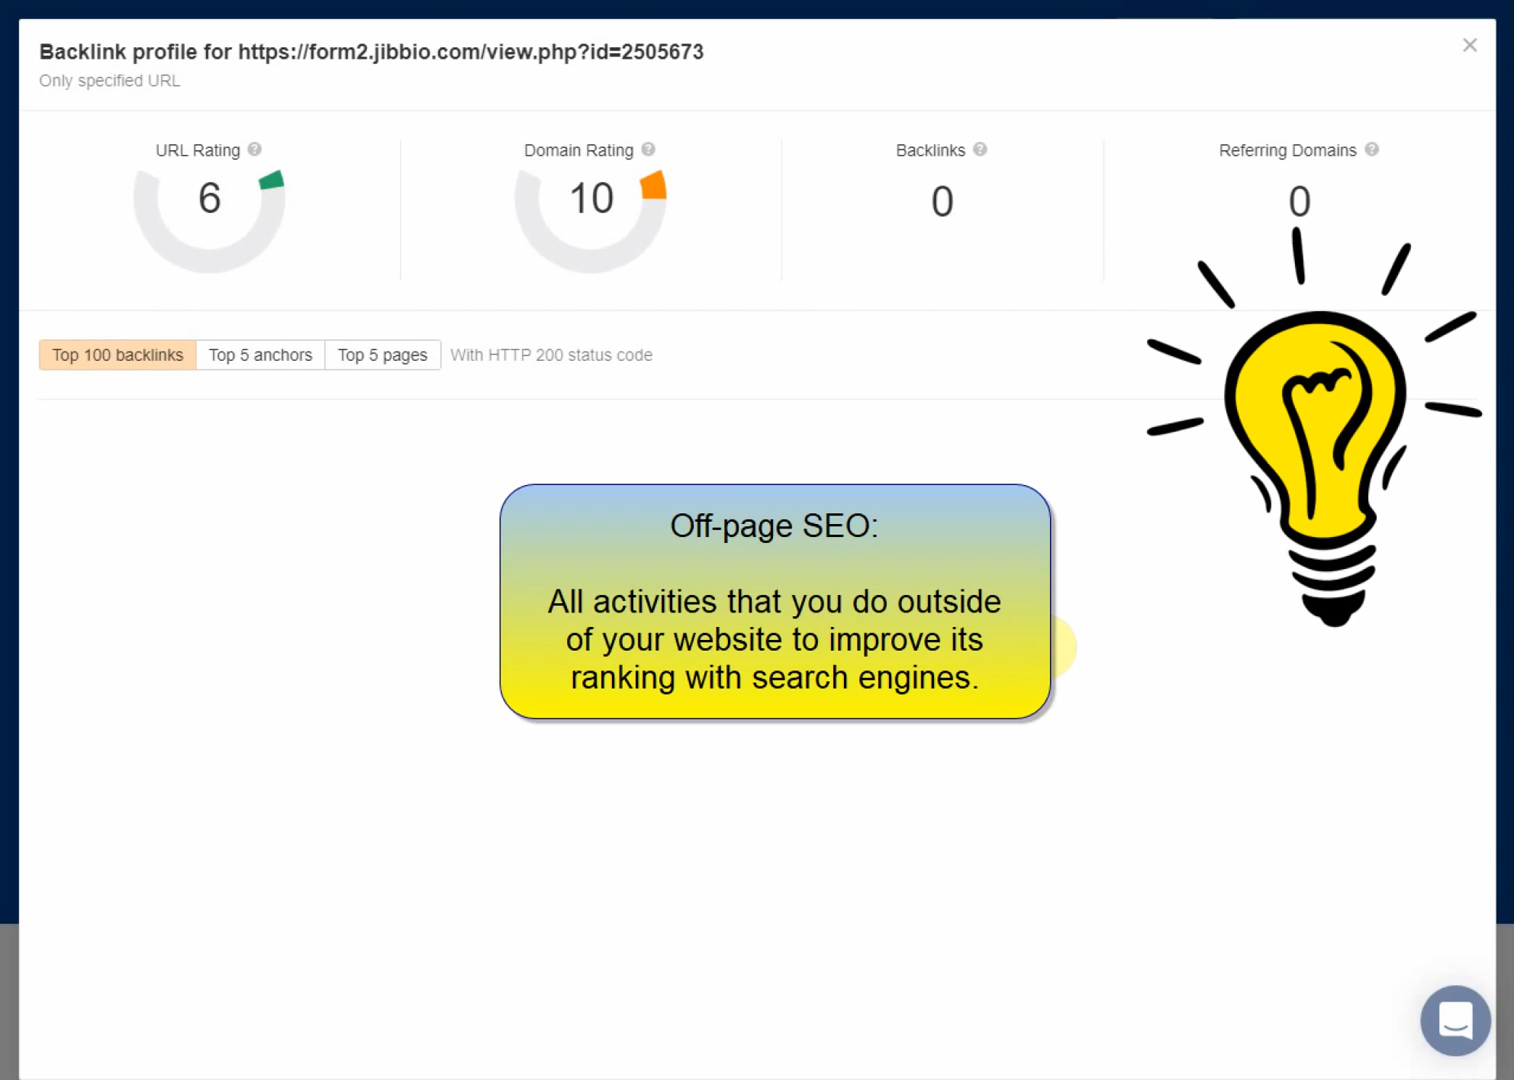 Backlink profile for https://form2.jibbio.com/view.php?id=2505673
Only specified URL
URL Rating
6
Domain Rating
10
Backlinks
0
Referring Domains
0
Top 100 backlinks
Top 5 anchors
Top 5 pages
With HTTP 200 status code
Off-page SEO:
All activities that you do outside
of your website to improve its
ranking with search engines.